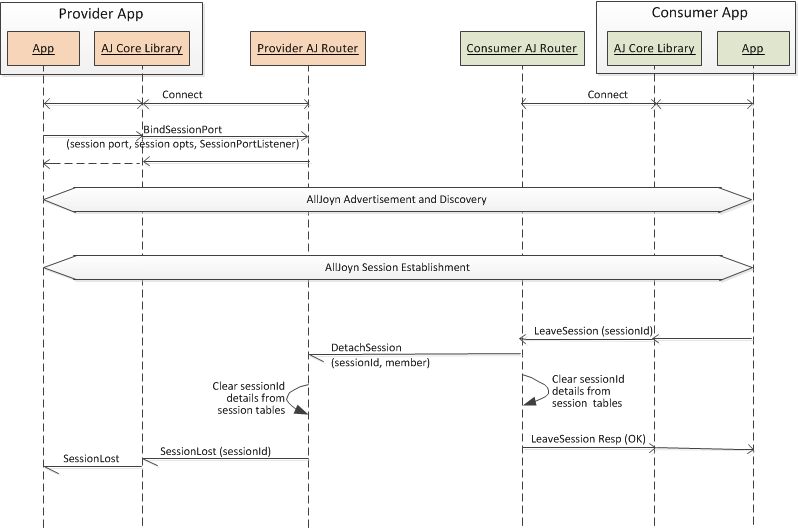 Provider App
Consumer App
App
AJ Core Library
Provider AJ Router
Consumer AJ Router
AJ Core Library
App
Connect
Connect
BindSessionPort
(session port, session opts, SessionPortListener)
AllJoyn Advertisement and Discovery
AllJoyn Session Establishment
LeaveSession (sessionId)
DetachSession
(sessionId, member)
Clear sessionId
details from
session tables
Clear sessionId
details from
session tables
LeaveSession Resp (OK)
SessionLost (sessionId)
SessionLost